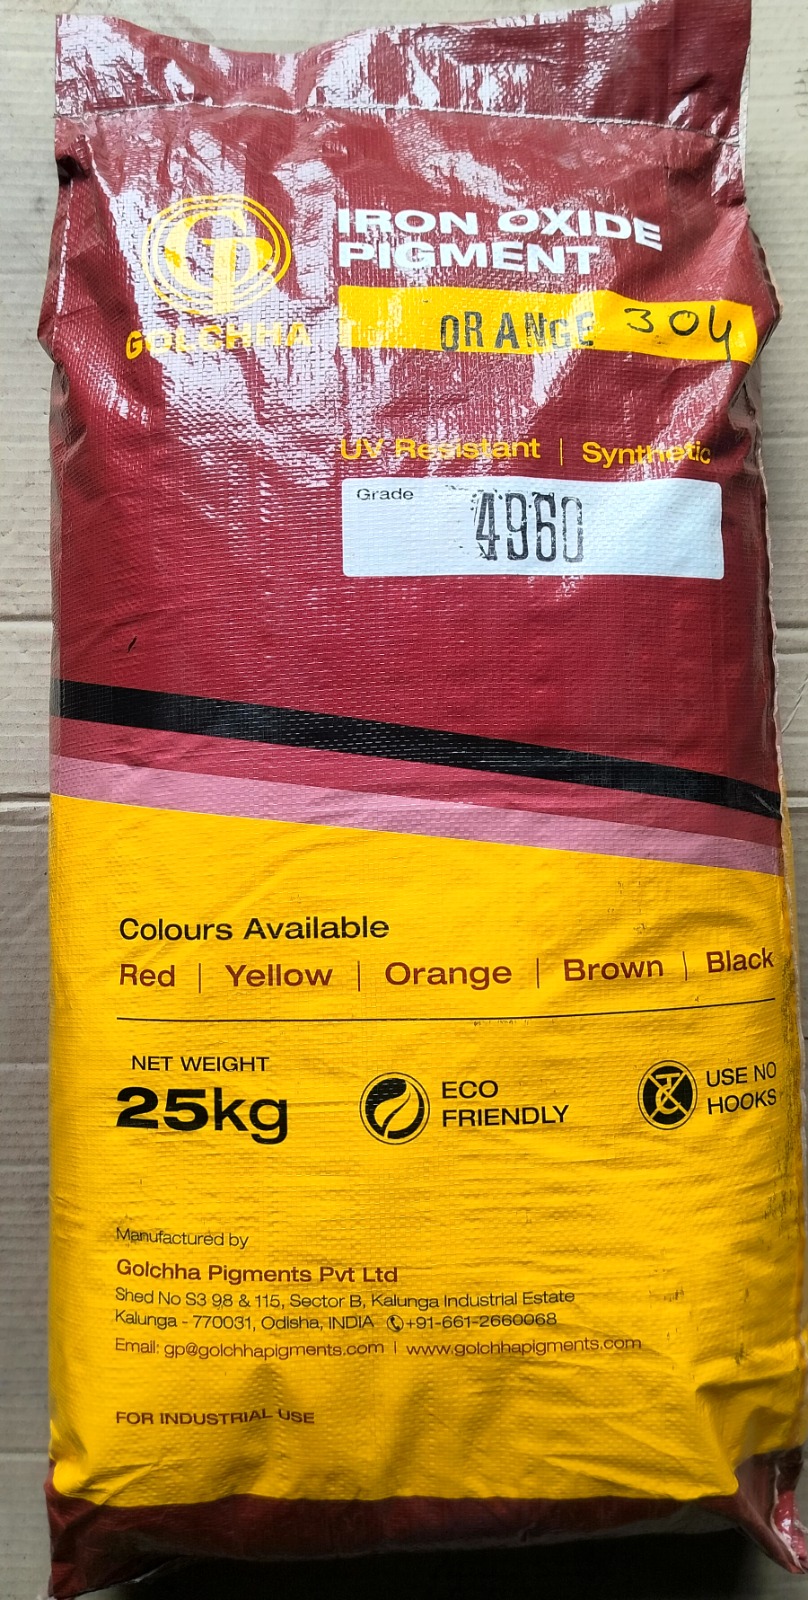 GP
GOLCHHA
IRON OXIDE
PIGMENT
ORANGE 304
UV Resistant | Synthetic
Grade
4960
Colours Available
Red | Yellow | Orange | Brown | Black
NET WEIGHT
25kg
ECO
FRIENDLY
USE NO
HOOKS
Manufactured by
Golchha Pigments Pvt Ltd
Shed No S3 98 & 115, Sector B, Kalunga Industrial Estate
Kalunga - 770031, Odisha, INDIA +91-661-2660068
Email: gp@golchhapigments.com | www.golchhapigments.com
FOR INDUSTRIAL USE